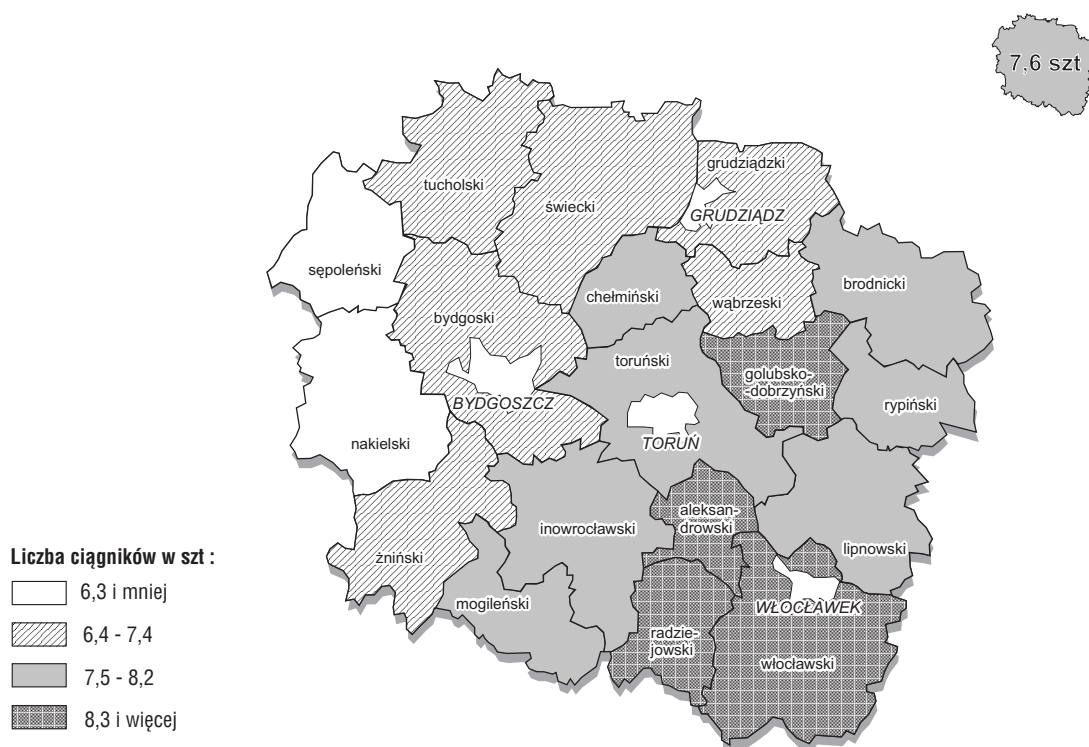 7,6 szt
tucholski
świecki
grudziądzki
GRUDZIĄDZ
sępoleński
chełmiński
wąbrzeski
brodnicki
bydgoski
toruński
golubsko-
-dobrzyński
BYDGOSZCZ
rypiński
nakielski
TORUŃ
aleksan-
drowski
inowrocławski
lipnowski
żniński
mogileński
WŁOCŁAWEK
radzie-
jowski
włocławski
Liczba ciągników w szt :
6,3 i mniej
6,4 - 7,4
7,5 - 8,2
8,3 i więcej